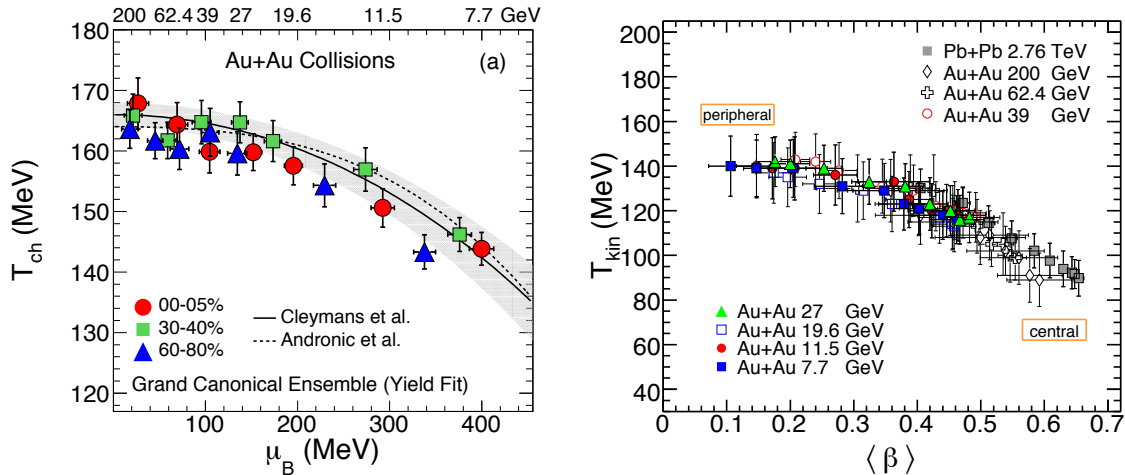 200 62.4 39 27 19.6 11.5 7.7 GeV
180
170
160
150
140
130
120
T_ch (MeV)
Au+Au Collisions
(a)
00-05%
30-40%
60-80%
Cleymans et al.
Andronic et al.
Grand Canonical Ensemble (Yield Fit)
0 100 200 300 400
μ_B (MeV)
200
180
160
140
120
100
80
60
40
T_kin (MeV)
Pb+Pb 2.76 TeV
Au+Au 200 GeV
Au+Au 62.4 GeV
Au+Au 39 GeV
peripheral
central
Au+Au 27 GeV
Au+Au 19.6 GeV
Au+Au 11.5 GeV
Au+Au 7.7 GeV
0 0.1 0.2 0.3 0.4 0.5 0.6 0.7
⟨ β ⟩